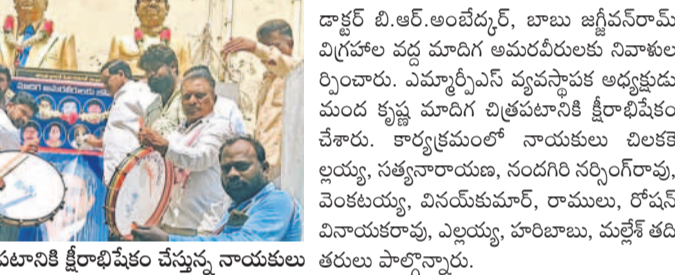 డాక్టర్ బి.ఆర్.అంబేద్కర్, బాబు జగ్జీవన్‌రామ్
విగ్రహాల వద్ద మాదిగ అమరవీరులకు నివాళుల
ర్పించారు. ఎమ్మార్పీఎస్ వ్యవస్థాపక అధ్యక్షుడు
మంద కృష్ణ మాదిగ చిత్రపటానికి క్షీరాభిషేకం
చేశారు. కార్యక్రమంలో నాయకులు చిలకకె
ల్లయ్య, సత్యనారాయణ, నందగిరి నర్సింగ్‌రావు,
వెంకటయ్య, వినయ్‌కుమార్, రాములు, రోషన్
వినాయకరావు, ఎల్లయ్య, హరిబాబు, మల్లేశ్ తది
తరులు పాల్గొన్నారు.
పటానికి క్షీరాభిషేకం చేస్తున్న నాయకులు